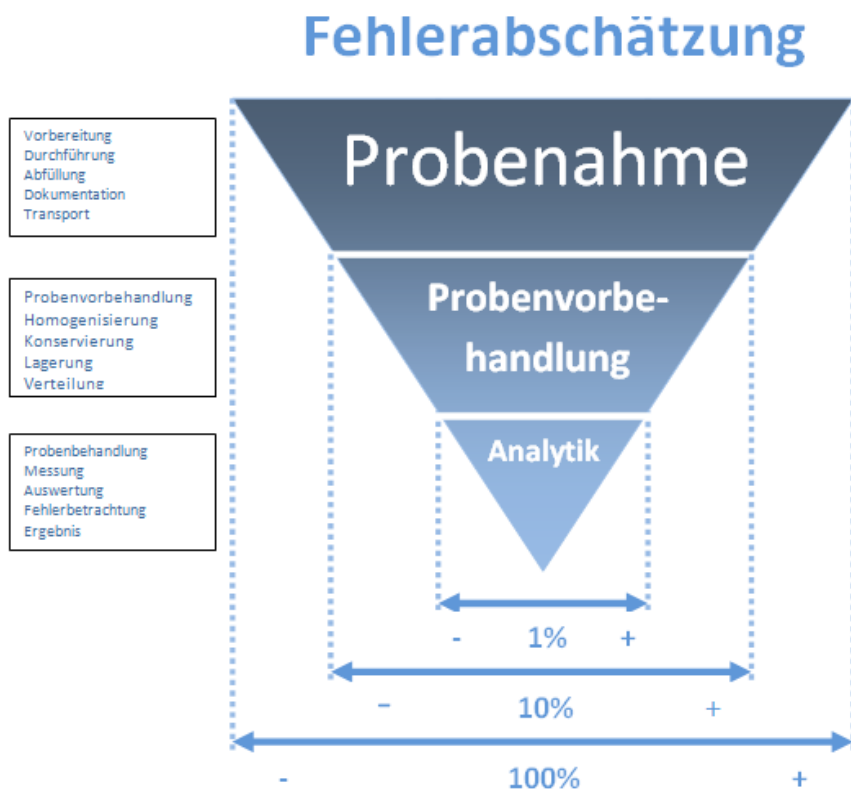 Fehlerabschätzung
Vorbereitung
Durchführung
Abfüllung
Dokumentation
Transport
Probenahme
Probenvorbehandlung
Homogenisierung
Konservierung
Lagerung
Verteilung
Probenvorbe-
handlung
Probenbehandlung
Messung
Auswertung
Fehlerbetrachtung
Ergebnis
Analytik
- 1% +
- 10% +
- 100% +